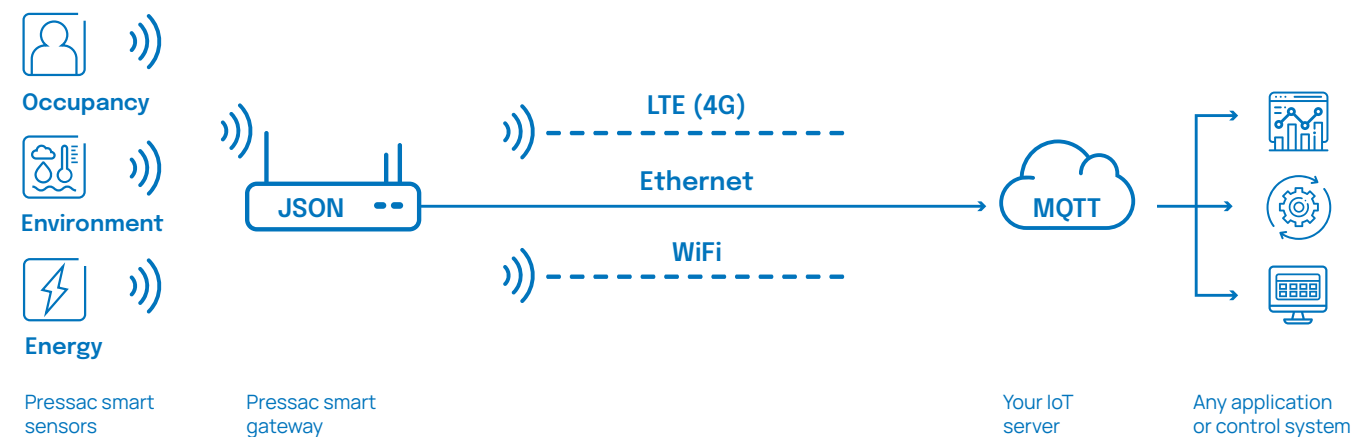 Occupancy
Environment
Energy
JSON
LTE (4G)
Ethernet
WiFi
MQTT
Pressac smart
sensors
Pressac smart
gateway
Your IoT
server
Any application
or control system